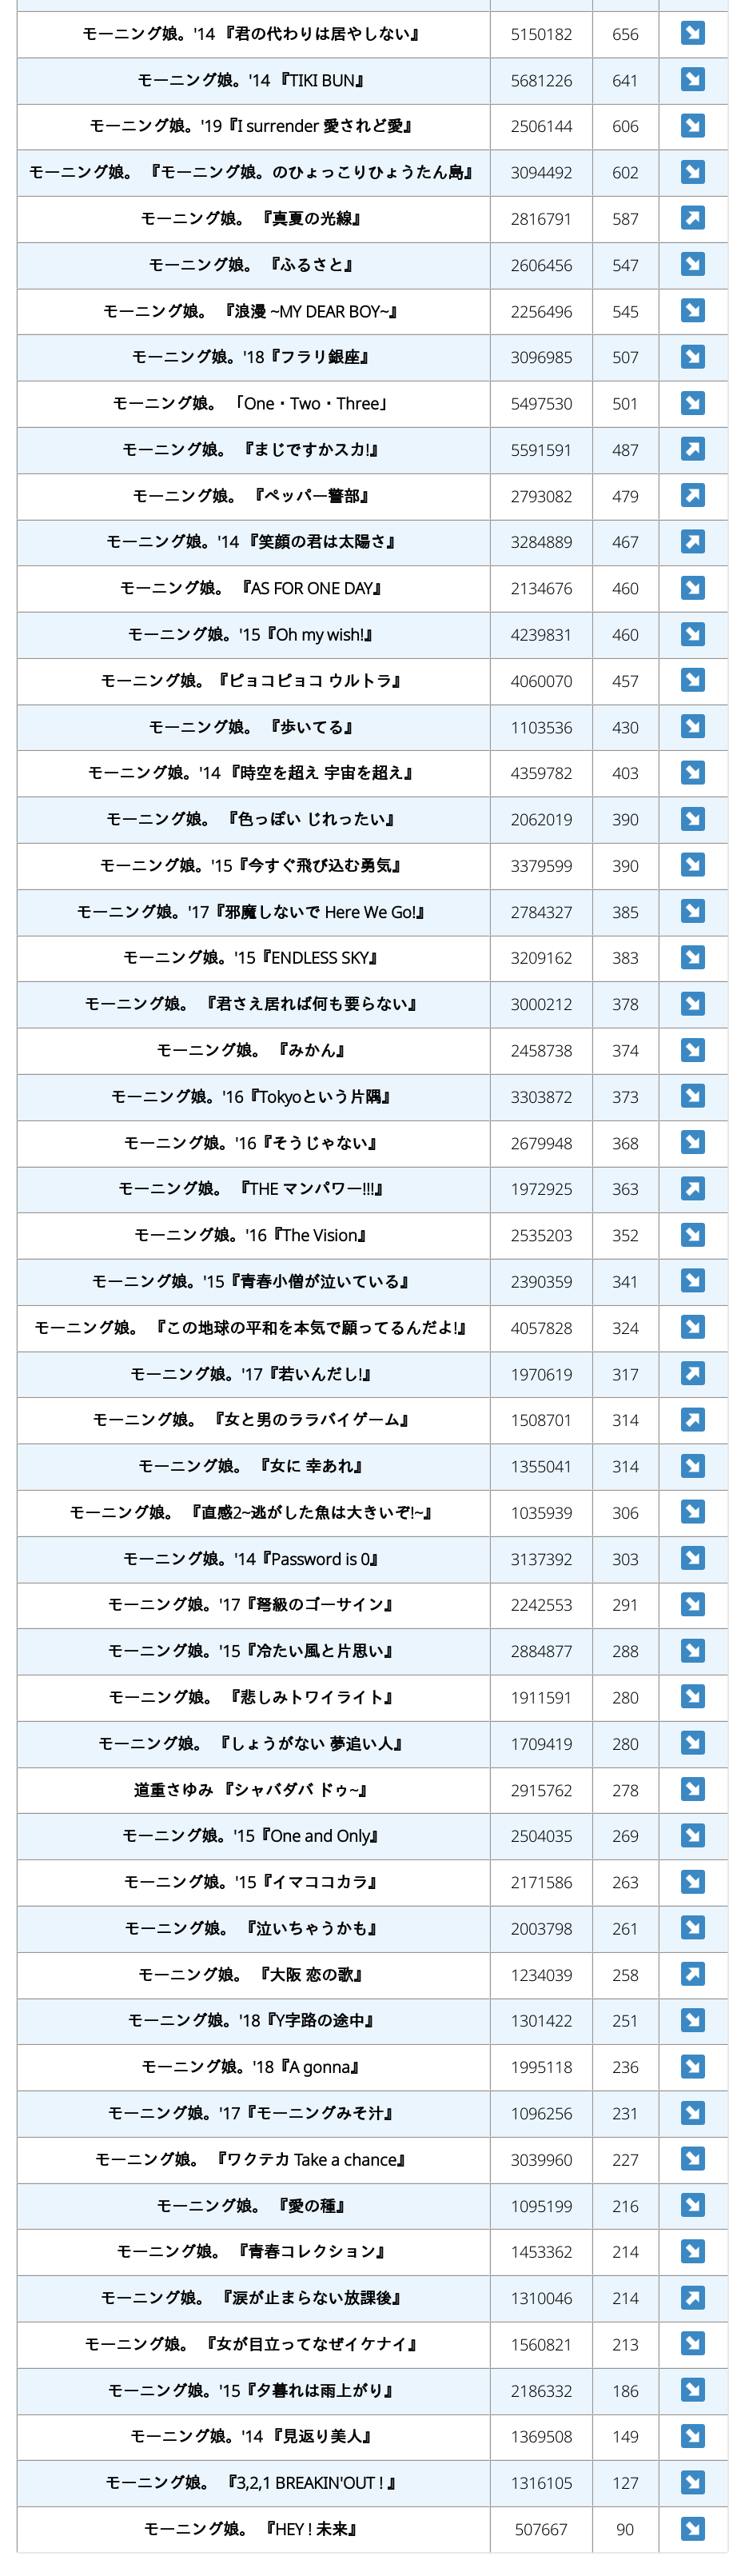 モーニング娘。'14 『君の代わりは居やしない』 5150182 656 ↘
モーニング娘。'14 『TIKI BUN』 5681226 641 ↘
モーニング娘。'19『I surrender 愛されど愛』 2506144 606 ↘
モーニング娘。 『モーニング娘。のひょっこりひょうたん島』 3094492 602 ↘
モーニング娘。 『真夏の光線』 2816791 587 ↗
モーニング娘。 『ふるさと』 2606456 547 ↘
モーニング娘。 『浪漫 ~MY DEAR BOY~』 2256496 545 ↘
モーニング娘。'18『フラリ銀座』 3096985 507 ↘
モーニング娘。 「One・Two・Three」 5497530 501 ↘
モーニング娘。 『まじですかスカ!』 5591591 487 ↗
モーニング娘。 『ペッパー警部』 2793082 479 ↗
モーニング娘。'14 『笑顔の君は太陽さ』 3284889 467 ↗
モーニング娘。 『AS FOR ONE DAY』 2134676 460 ↘
モーニング娘。'15『Oh my wish!』 4239831 460 ↘
モーニング娘。『ピョコピョコ ウルトラ』 4060070 457 ↘
モーニング娘。 『歩いてる』 1103536 430 ↘
モーニング娘。'14 『時空を超え 宇宙を超え』 4359782 403 ↘
モーニング娘。 『色っぽい じれったい』 2062019 390 ↘
モーニング娘。'15『今すぐ飛び込む勇気』 3379599 390 ↘
モーニング娘。'17『邪魔しないで Here We Go!』 2784327 385 ↘
モーニング娘。'15『ENDLESS SKY』 3209162 383 ↘
モーニング娘。 『君さえ居れば何も要らない』 3000212 378 ↘
モーニング娘。 『みかん』 2458738 374 ↘
モーニング娘。'16『Tokyoという片隅』 3303872 373 ↘
モーニング娘。'16『そうじゃない』 2679948 368 ↘
モーニング娘。 『THE マンパワー!!!』 1972925 363 ↗
モーニング娘。'16『The Vision』 2535203 352 ↘
モーニング娘。'15『青春小僧が泣いている』 2390359 341 ↘
モーニング娘。 『この地球の平和を本気で願ってるんだよ!』 4057828 324 ↘
モーニング娘。'17『若いんだし!』 1970619 317 ↗
モーニング娘。 『女と男のララバイゲーム』 1508701 314 ↗
モーニング娘。 『女に 幸あれ』 1355041 314 ↘
モーニング娘。 『直感2~逃がした魚は大きいぞ!~』 1035939 306 ↘
モーニング娘。'14『Password is 0』 3137392 303 ↘
モーニング娘。'17『弩級のゴーサイン』 2242553 291 ↘
モーニング娘。'15『冷たい風と片思い』 2884877 288 ↘
モーニング娘。 『悲しみトワイライト』 1911591 280 ↘
モーニング娘。 『しょうがない 夢追い人』 1709419 280 ↘
道重さゆみ 『シャバダバ ドゥ~』 2915762 278 ↘
モーニング娘。'15『One and Only』 2504035 269 ↘
モーニング娘。'15『イマココカラ』 2171586 263 ↘
モーニング娘。 『泣いちゃうかも』 2003798 261 ↘
モーニング娘。 『大阪 恋の歌』 1234039 258 ↗
モーニング娘。'18『Y字路の途中』 1301422 251 ↘
モーニング娘。'18『A gonna』 1995118 236 ↘
モーニング娘。'17『モーニングみそ汁』 1096256 231 ↘
モーニング娘。 『ワクテカ Take a chance』 3039960 227 ↘
モーニング娘。 『愛の種』 1095199 216 ↘
モーニング娘。 『青春コレクション』 1453362 214 ↘
モーニング娘。 『涙が止まらない放課後』 1310046 214 ↗
モーニング娘。 『女が目立ってなぜイケナイ』 1560821 213 ↘
モーニング娘。'15『夕暮れは雨上がり』 2186332 186 ↘
モーニング娘。'14 『見返り美人』 1369508 149 ↘
モーニング娘。 『3,2,1 BREAKIN'OUT ! 』 1316105 127 ↘
モーニング娘。 『HEY ! 未来』 507667 90 ↘